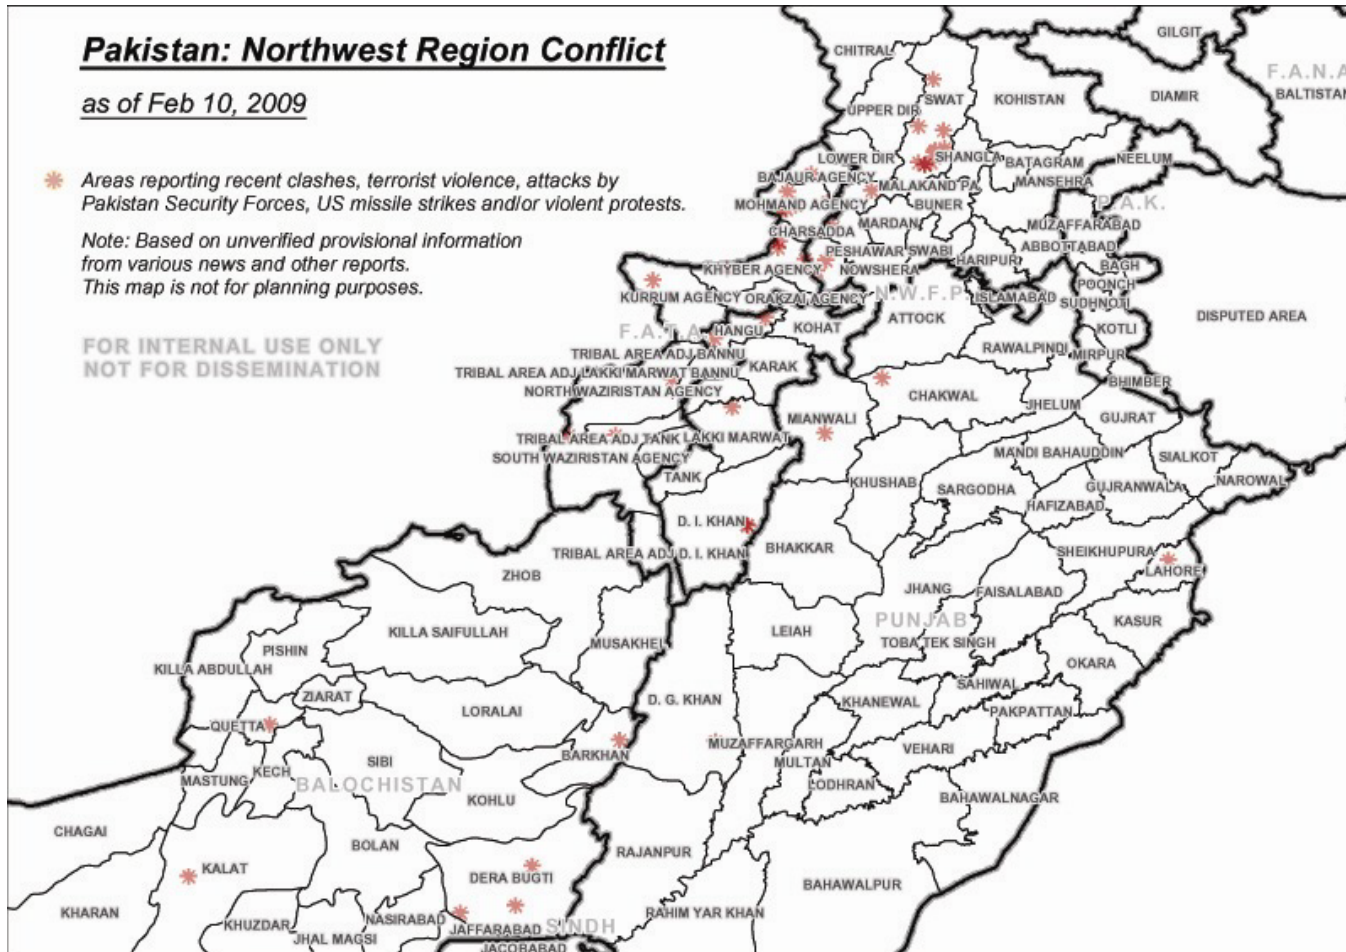 Pakistan: Northwest Region Conflict
as of Feb 10, 2009
Areas reporting recent clashes, terrorist violence, attacks by
Pakistan Security Forces, US missile strikes and/or violent protests.
Note: Based on unverified provisional information
from various news and other reports.
This map is not for planning purposes.
FOR INTERNAL USE ONLY
NOT FOR DISSEMINATION
GILGIT
CHITRAL
F.A.N.A
BALTISTAN
DIAMIR
SWAT
KOHISTAN
UPPER DIR
LOWER DIR
SHANGLA
BATAGRAM
NEELUM
BAJAUR AGENCY
MALAKAND PA
MANSEHRA
MOHMAND AGENCY
BUNER
P.A.K.
CHARSADDA
MARDAN
MUZAFFARABAD
PESHAWAR
SWABI
ABBOTTABAD
HARIPUR
BAGH
KHYBER AGENCY
NOWSHERA
POONCH
KURRUM AGENCY
ORAKZAI AGENCY
N.W.F.P.
ISLAMABAD
SUDHNOTI
F.A.T.A.
HANGU
KOHAT
ATTOCK
KOTLI
DISPUTED AREA
TRIBAL AREA ADJ BANNU
RAWALPINDI
MIRPUR
TRIBAL AREA ADJ LAKKI MARWAT
BANNU
KARAK
BHIMBER
NORTH WAZIRISTAN AGENCY
CHAKWAL
JHELUM
MIANWALI
GUJRAT
TRIBAL AREA ADJ TANK
LAKKI MARWAT
MANDI BAHAUDDIN
SIALKOT
SOUTH WAZIRISTAN AGENCY
TANK
KHUSHAB
SARGODHA
GUJRANWALA
NAROWAL
HAFIZABAD
D. I. KHAN
BHAKKAR
TRIBAL AREA ADJ D. I. KHAN
SHEIKHUPURA
LAHORE
ZHOB
JHANG
FAISALABAD
PUNJAB
KASUR
KILLA SAIFULLAH
MUSAKHEL
LEIAH
TOBA TEK SINGH
PISHIN
OKARA
KILLA ABDULLAH
SAHIWAL
ZIARAT
D. G. KHAN
KHANEWAL
LORALAI
PAKPATTAN
QUETTA
MUZAFFARGARH
VEHARI
BARKHAN
SIBI
MULTAN
KECH
MASTUNG
BALOCHISTAN
LODHRAN
KOHLU
BAHAWALNAGAR
CHAGAI
BOLAN
RAJANPUR
KALAT
DERA BUGTI
BAHAWALPUR
KHARAN
NASIRABAD
RAHIM YAR KHAN
KHUZDAR
JAFFARABAD
SINDH
JHAL MAGSI
JACOBABAD